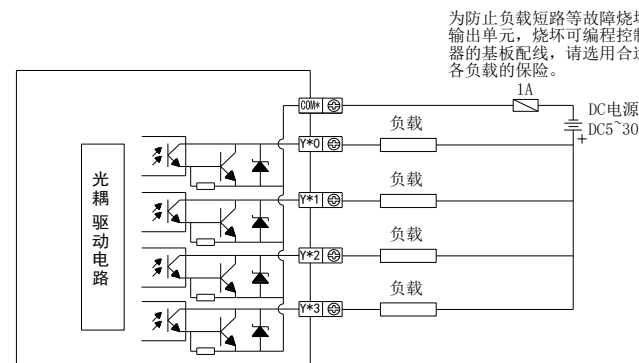 为防止负载短路等故障烧坏
输出单元，烧坏可编程控制
器的基板配线，请选用合适
各负载的保险。
1A
COM*
DC电源
DC5~30
+
负载
Y*0
负载
Y*1
光耦驱动电路
负载
Y*2
负载
Y*3